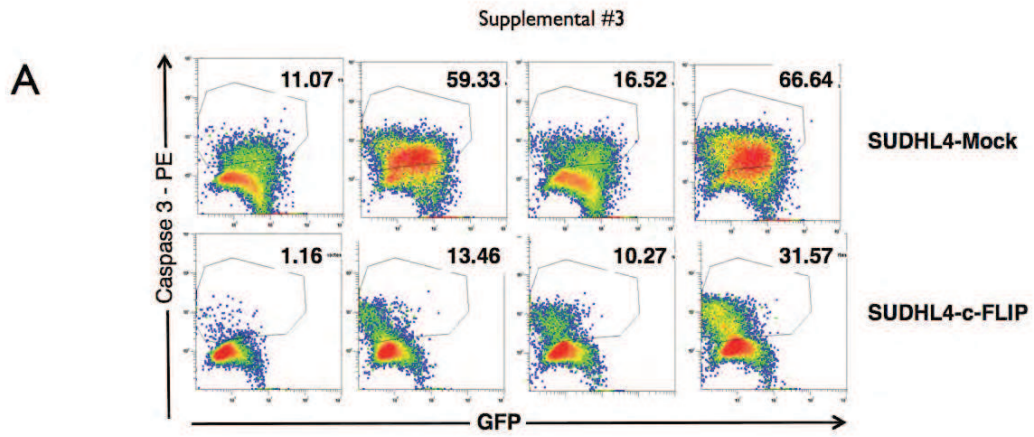 Supplemental #3
A
11.07
59.33
16.52
66.64
SUDHL4-Mock
Caspase 3 - PE
1.16
13.46
10.27
31.57
SUDHL4-c-FLIP
GFP